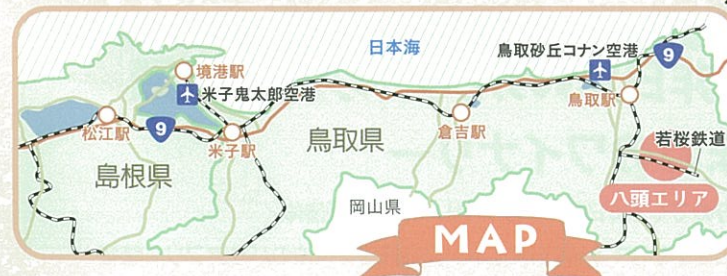 日本海
鳥取砂丘コナン空港
9
境港駅
米子鬼太郎空港
鳥取駅
松江駅
9
米子駅
鳥取県
倉吉駅
若桜鉄道
島根県
八頭エリア
岡山県
MAP